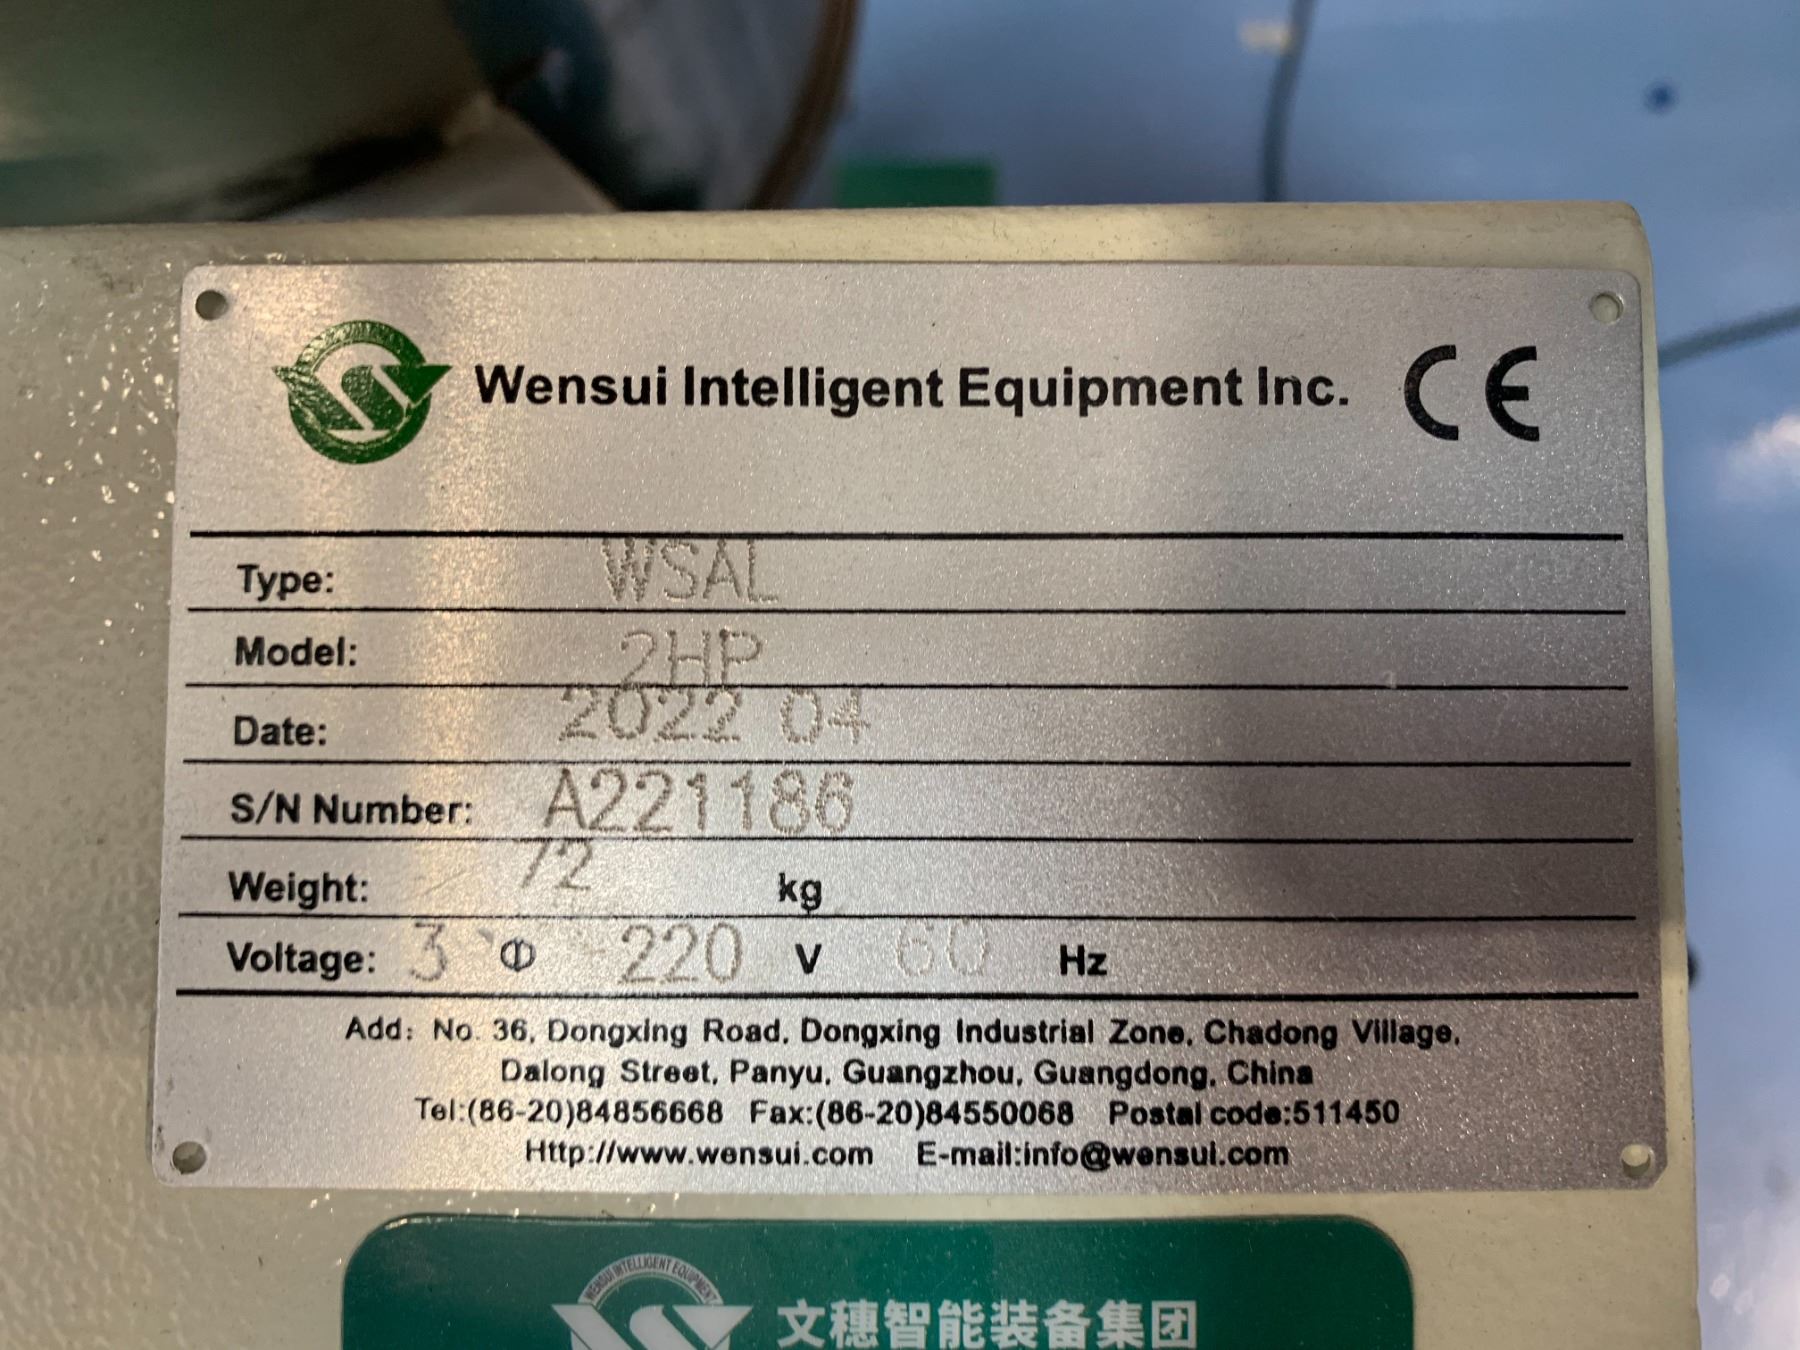 Wensui Intelligent Equipment Inc. CE
Type: WSAL
Model: 2HP
Date: 2022 04
S/N Number: A221186
Weight: 72 kg
Voltage: 3 Φ 220 V 60 Hz
Add: No. 36, Dongxing Road, Dongxing Industrial Zone, Chadong Village,
Dalong Street, Panyu, Guangzhou, Guangdong, China
Tel:(86-20)84856668 Fax:(86-20)84550068 Postal code:511450
Http://www.wensui.com E-mail:info@wensui.com
WENSUI INTELLIGENT EQUIPMENT
文穗智能装备集团